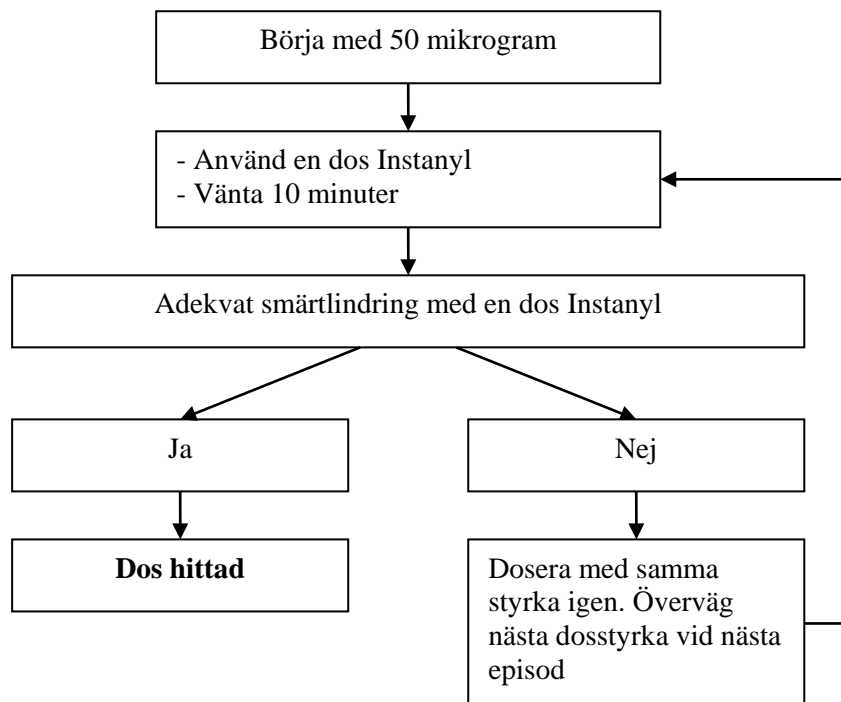 Börja med 50 mikrogram
- Använd en dos Instanyl
- Vänta 10 minuter
Adekvat smärtlindring med en dos Instanyl
Ja
Nej
Dos hittad
Dosera med samma
styrka igen. Överväg
nästa dosstyrka vid nästa
episod